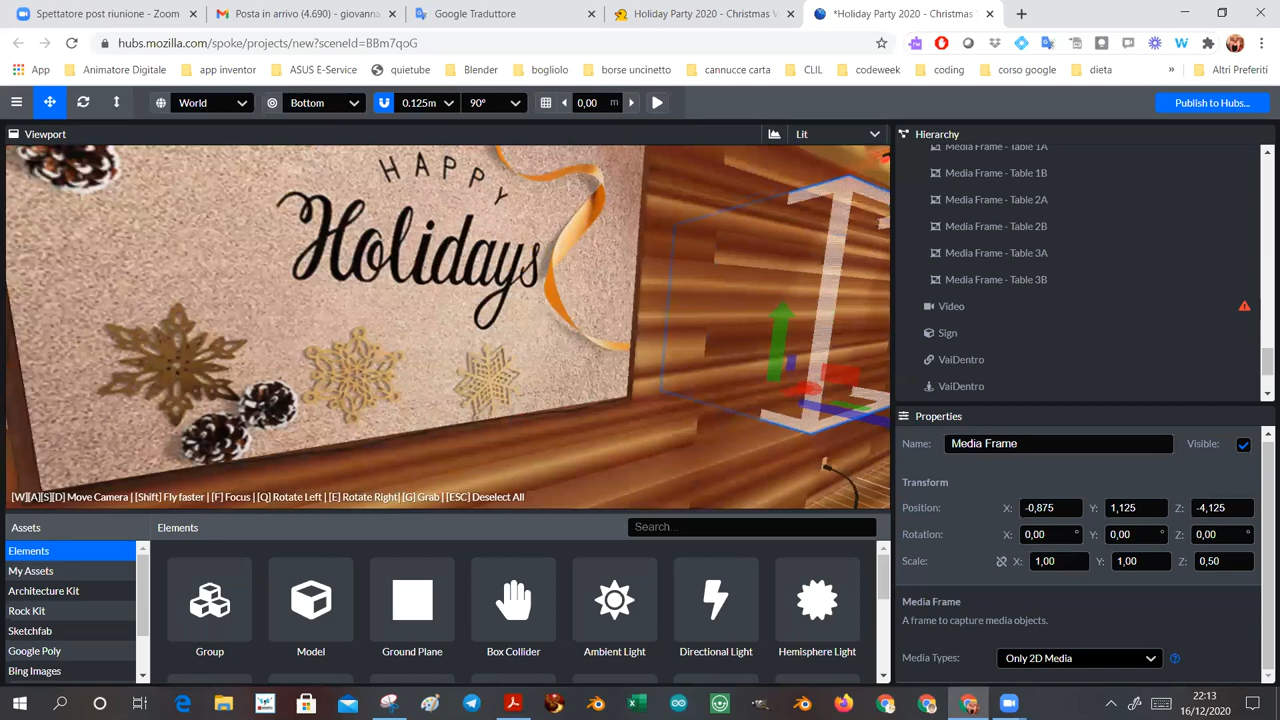 Spettatore post riunione - Zoom
Posta in arrivo (4.690) - giovanna
Google Traduttore
Holiday Party 2020 - Christmas V
*Holiday Party 2020 - Christmas V
hubs.mozilla.com/spoke/projects/new?sceneId=BBm7qoG
App
Animatore Digitale
app inventor
ASUS E-Service
quietube
Blender
bogliolo
borse uncinetto
cannucce carta
CLIL
codeweek
coding
corso google
dieta
»
Altri Preferiti
World
Bottom
0.125m
90°
0,00 m
Publish to Hubs...
Viewport
Lit
HAPPY
Holidays
[W][A][S][D] Move Camera | [Shift] Fly faster | [F] Focus | [Q] Rotate Left | [E] Rotate Right| [G] Grab | [ESC] Deselect All
Hierarchy
Media Frame - Table 1A
Media Frame - Table 1B
Media Frame - Table 2A
Media Frame - Table 2B
Media Frame - Table 3A
Media Frame - Table 3B
Video
Sign
VaiDentro
VaiDentro
Properties
Name: Media Frame Visible:
Transform
Position: X: -0,875 Y: 1,125 Z: -4,125
Rotation: X: 0,00 ° Y: 0,00 ° Z: 0,00 °
Scale: X: 1,00 Y: 1,00 Z: 0,50
Media Frame
A frame to capture media objects.
Media Types: Only 2D Media
Assets
Elements
My Assets
Architecture Kit
Rock Kit
Sketchfab
Google Poly
Bing Images
Elements
Search...
Group
Model
Ground Plane
Box Collider
Ambient Light
Directional Light
Hemisphere Light
22:13
16/12/2020